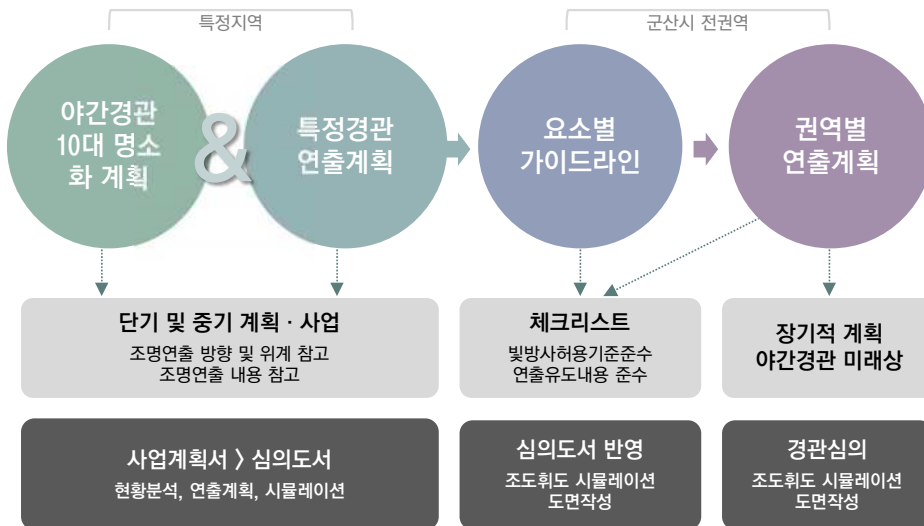 특정지역
군산시 전권역
야간경관
10대 명소
화 계획
&
특정경관
연출계획
요소별
가이드라인
권역별
연출계획
단기 및 중기 계획 · 사업
조명연출 방향 및 위계 참고
조명연출 내용 참고
체크리스트
빛방사허용기준준수
연출유도내용 준수
장기적 계획
야간경관 미래상
사업계획서 > 심의도서
현황분석, 연출계획, 시뮬레이션
심의도서 반영
조도휘도 시뮬레이션
도면작성
경관심의
조도휘도 시뮬레이션
도면작성